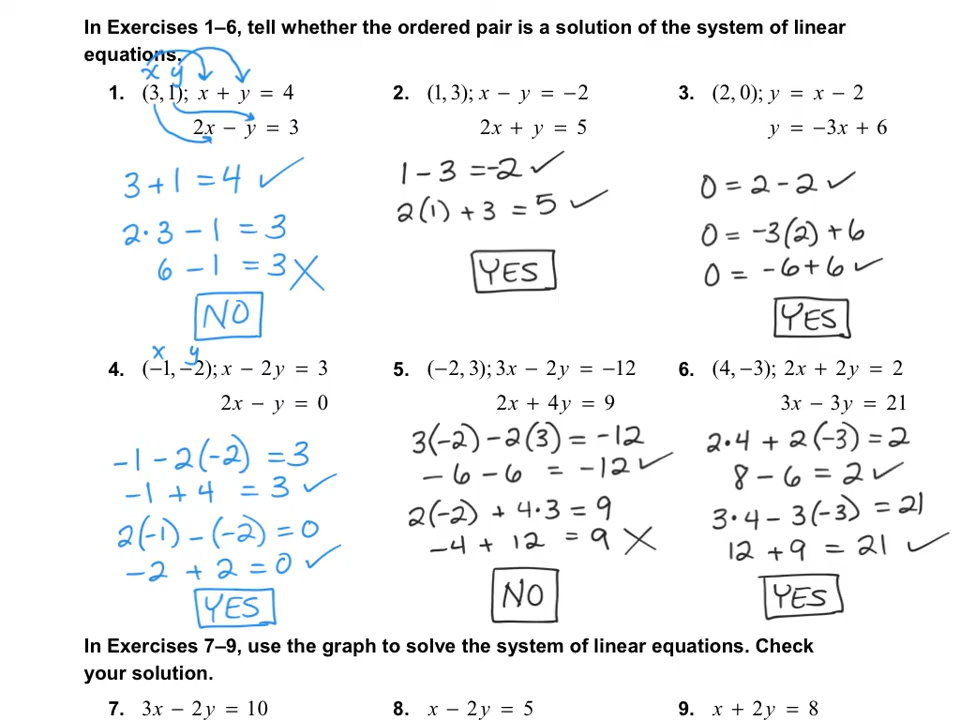 In Exercises 1–6, tell whether the ordered pair is a solution of the system of linear
equations.
x y
1. (3, 1); x + y = 4
2x − y = 3
3 + 1 = 4 ✓
2·3 − 1 = 3
6 − 1 = 3 X
NO
2. (1, 3); x − y = −2
2x + y = 5
1 − 3 = −2 ✓
2(1) + 3 = 5 ✓
YES
3. (2, 0); y = x − 2
y = −3x + 6
0 = 2 − 2 ✓
0 = −3(2) + 6
0 = −6 + 6 ✓
YES
x y
4. (−1, −2); x − 2y = 3
2x − y = 0
−1 − 2(−2) = 3
−1 + 4 = 3 ✓
2(−1) − (−2) = 0
−2 + 2 = 0 ✓
YES
5. (−2, 3); 3x − 2y = −12
2x + 4y = 9
3(−2) − 2(3) = −12
−6 − 6 = −12 ✓
2(−2) + 4·3 = 9
−4 + 12 = 9 X
NO
6. (4, −3); 2x + 2y = 2
3x − 3y = 21
2·4 + 2(−3) = 2
8 − 6 = 2 ✓
3·4 − 3(−3) = 21
12 + 9 = 21 ✓
YES
In Exercises 7–9, use the graph to solve the system of linear equations. Check
your solution.
7. 3x − 2y = 10
8. x − 2y = 5
9. x + 2y = 8